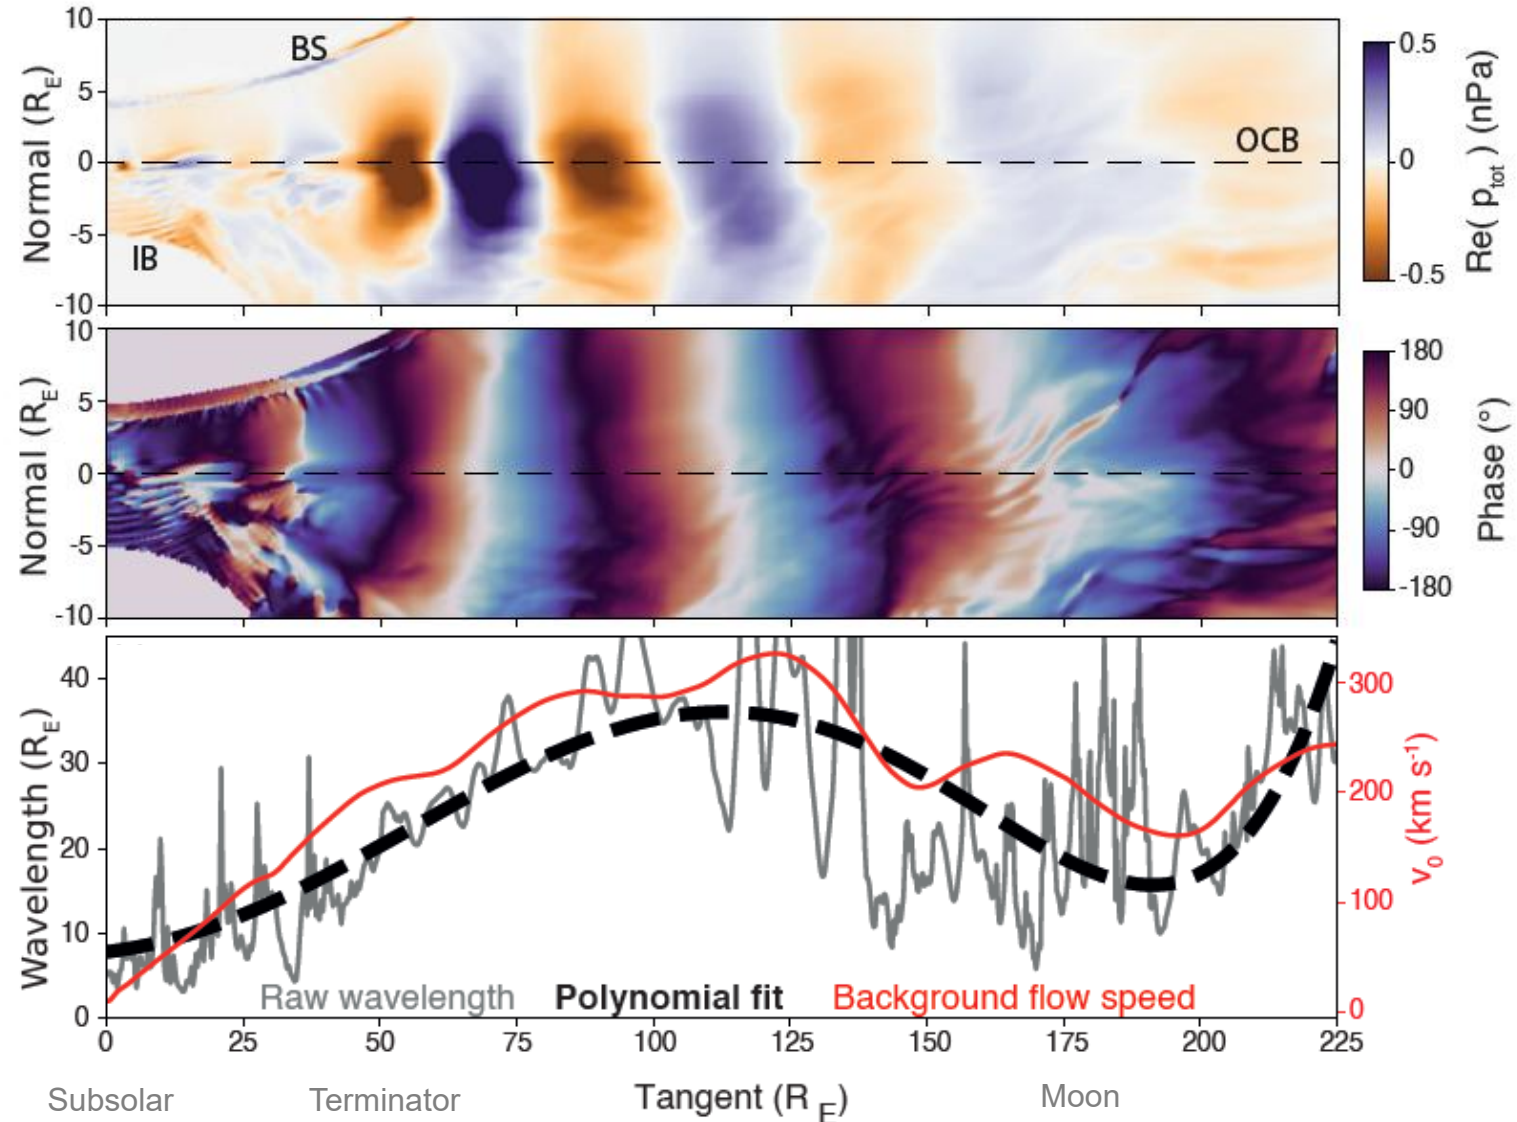 10
5
0
-5
-10
Normal (R_E)
BS
IB
OCB
0.5
0
-0.5
Re( p_tot ) (nPa)
10
5
0
-5
-10
Normal (R_E)
180
90
0
-90
-180
Phase (°)
40
30
20
10
0
Wavelength (R_E)
Raw wavelength
Polynomial fit
Background flow speed
300
200
100
0
v_0 (km s^-1)
0 25 50 75 100 125 150 175 200 225
Subsolar Terminator Tangent (R_E) Moon